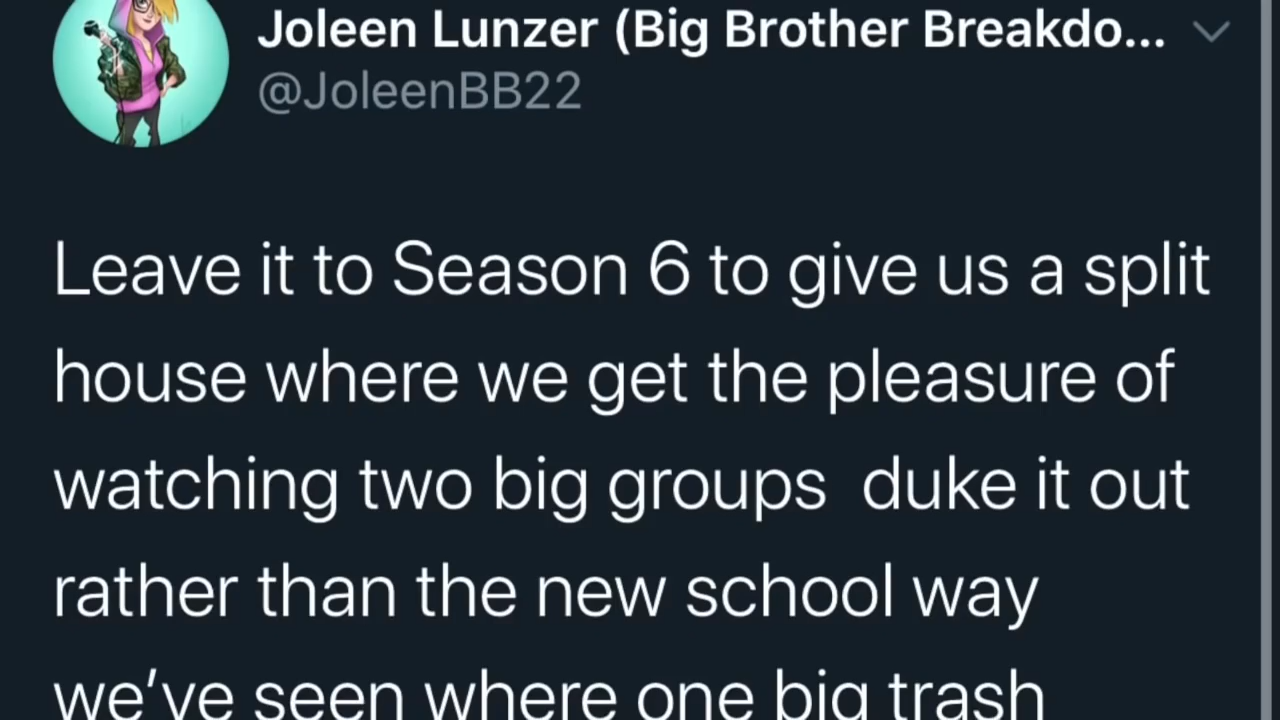 Joleen Lunzer (Big Brother Breakdo...
@JoleenBB22
Leave it to Season 6 to give us a split
house where we get the pleasure of
watching two big groups  duke it out
rather than the new school way
we've seen where one big trash